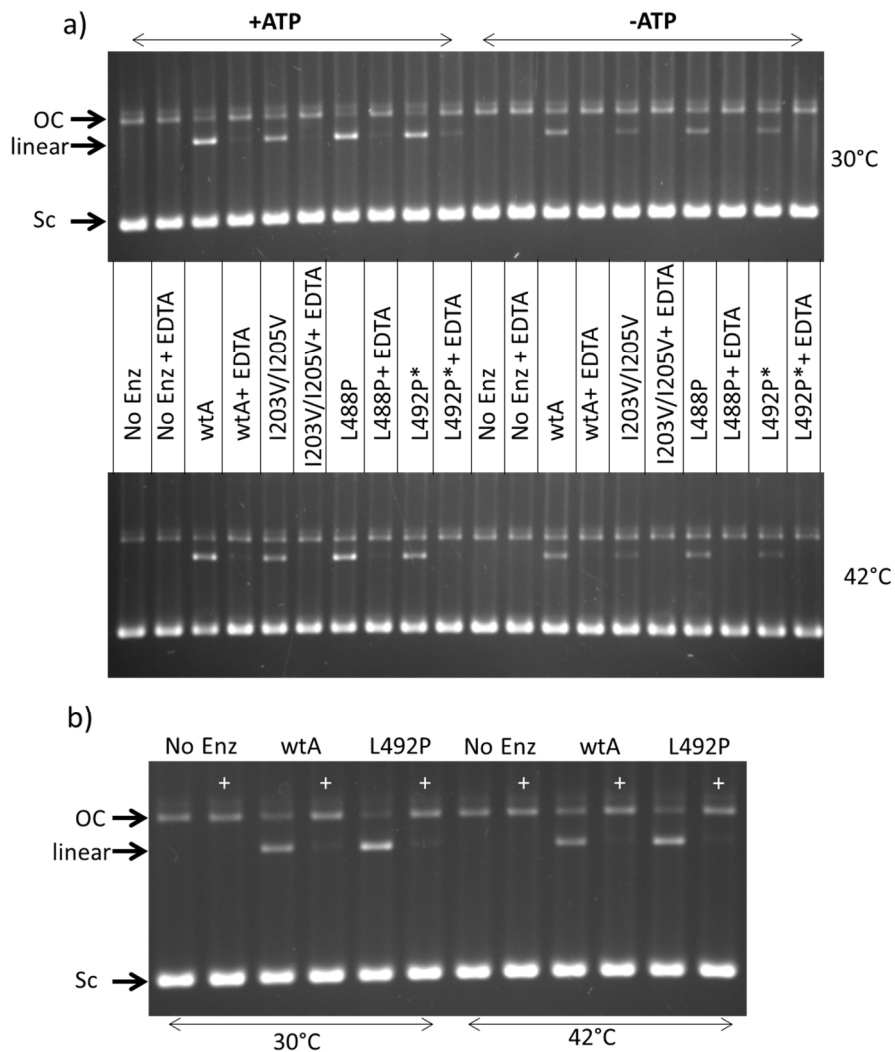 a)
+ATP -ATP
OC
linear
Sc
30°C
No Enz
No Enz + EDTA
wtA
wtA+ EDTA
I203V/I205V
I203V/I205V+ EDTA
L488P
L488P+ EDTA
L492P*
L492P*+ EDTA
No Enz
No Enz + EDTA
wtA
wtA+ EDTA
I203V/I205V
I203V/I205V+ EDTA
L488P
L488P+ EDTA
L492P*
L492P*+ EDTA
42°C
b)
No Enz wtA L492P No Enz wtA L492P
+ + + + + +
OC
linear
Sc
30°C 42°C